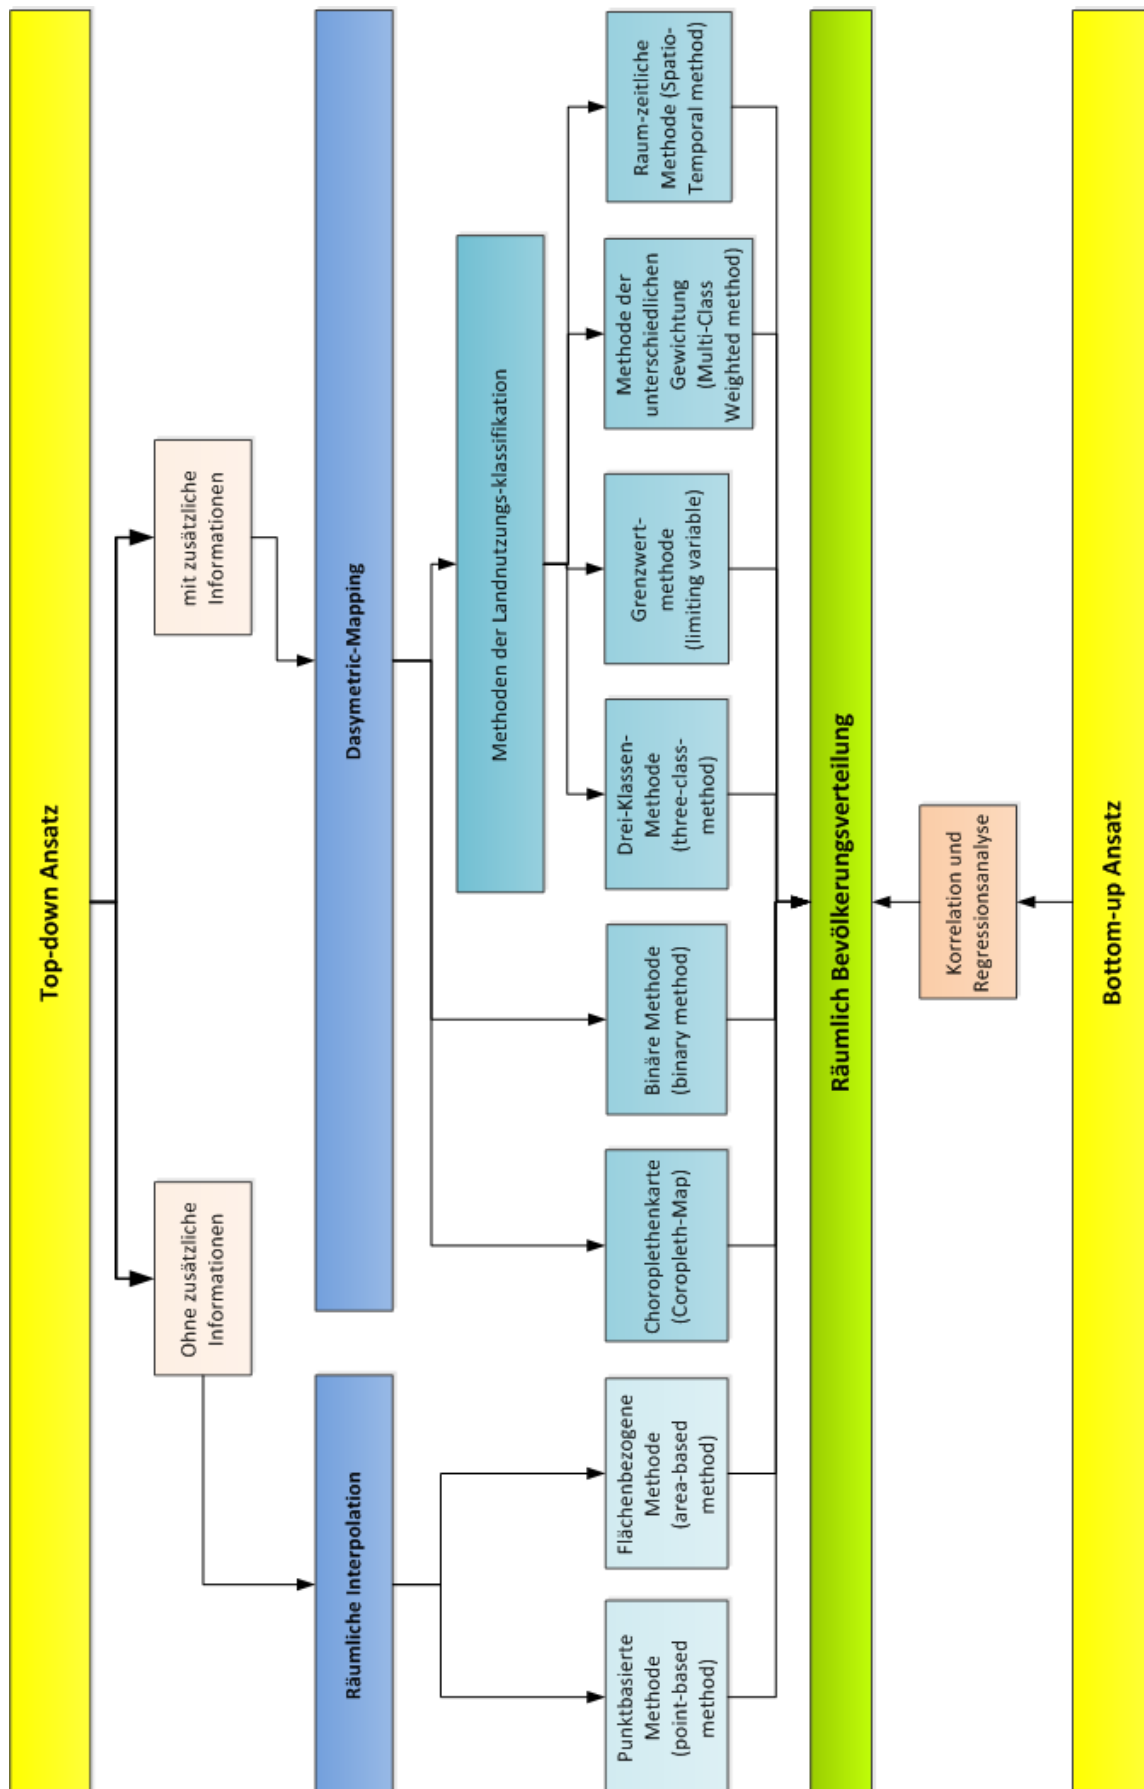 Top-down Ansatz
Ohne zusätzliche
Informationen
mit zusätzliche
Informationen
Räumliche Interpolation
Dasymetric-Mapping
Methoden der Landnutzungs-klassifikation
Punktbasierte
Methode
(point-based
method)
Flächenbezogene
Methode
(area-based
method)
Choroplethenkarte
(Coropleth-Map)
Binäre Methode
(binary method)
Drei-Klassen-
Methode
(three-class-
method)
Grenzwert-
methode
(limiting variable)
Methode der
unterschiedlichen
Gewichtung
(Multi-Class
Weighted method)
Raum-zeitliche
Methode (Spatio-
Temporal method)
Räumlich Bevölkerungsverteilung
Korrelation und
Regressionsanalyse
Bottom-up Ansatz